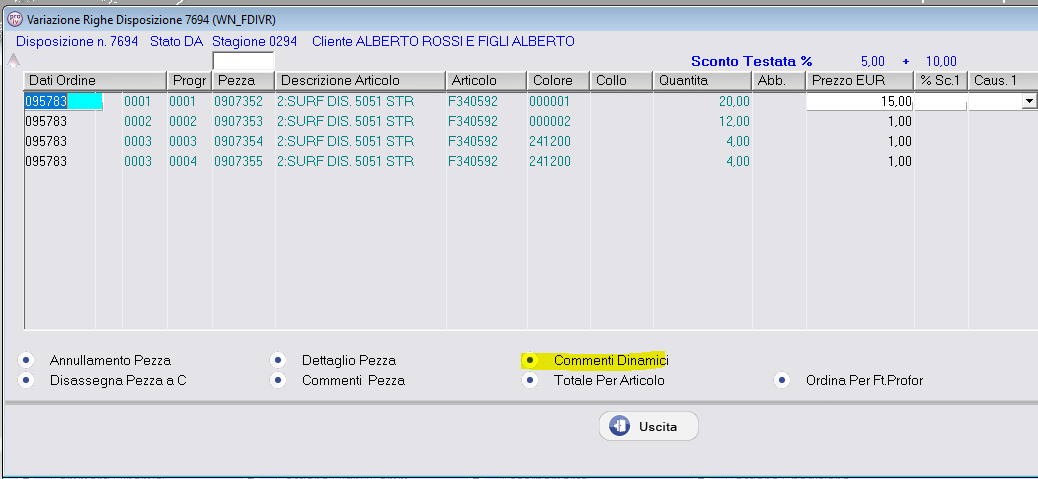 Variazione Righe Disposizione 7694 (WN_FDIVR)
Disposizione n. 7694 Stato DA Stagione 0294 Cliente ALBERTO ROSSI E FIGLI ALBERTO
Sconto Testata % 5,00 + 10,00
Dati Ordine Progr Pezza Descrizione Articolo Articolo Colore Collo Quantita Abb. Prezzo EUR % Sc.1 Caus. 1
095783 0001 0001 0907352 2:SURF DIS. 5051 STR F340592 000001 20,00 15,00
095783 0002 0002 0907353 2:SURF DIS. 5051 STR F340592 000002 12,00 1,00
095783 0003 0003 0907354 2:SURF DIS. 5051 STR F340592 241200 4,00 1,00
095783 0003 0004 0907355 2:SURF DIS. 5051 STR F340592 241200 4,00 1,00
Annullamento Pezza Dettaglio Pezza Commenti Dinamici
Disassegna Pezza a C Commenti Pezza Totale Per Articolo Ordina Per Ft.Profor
Uscita